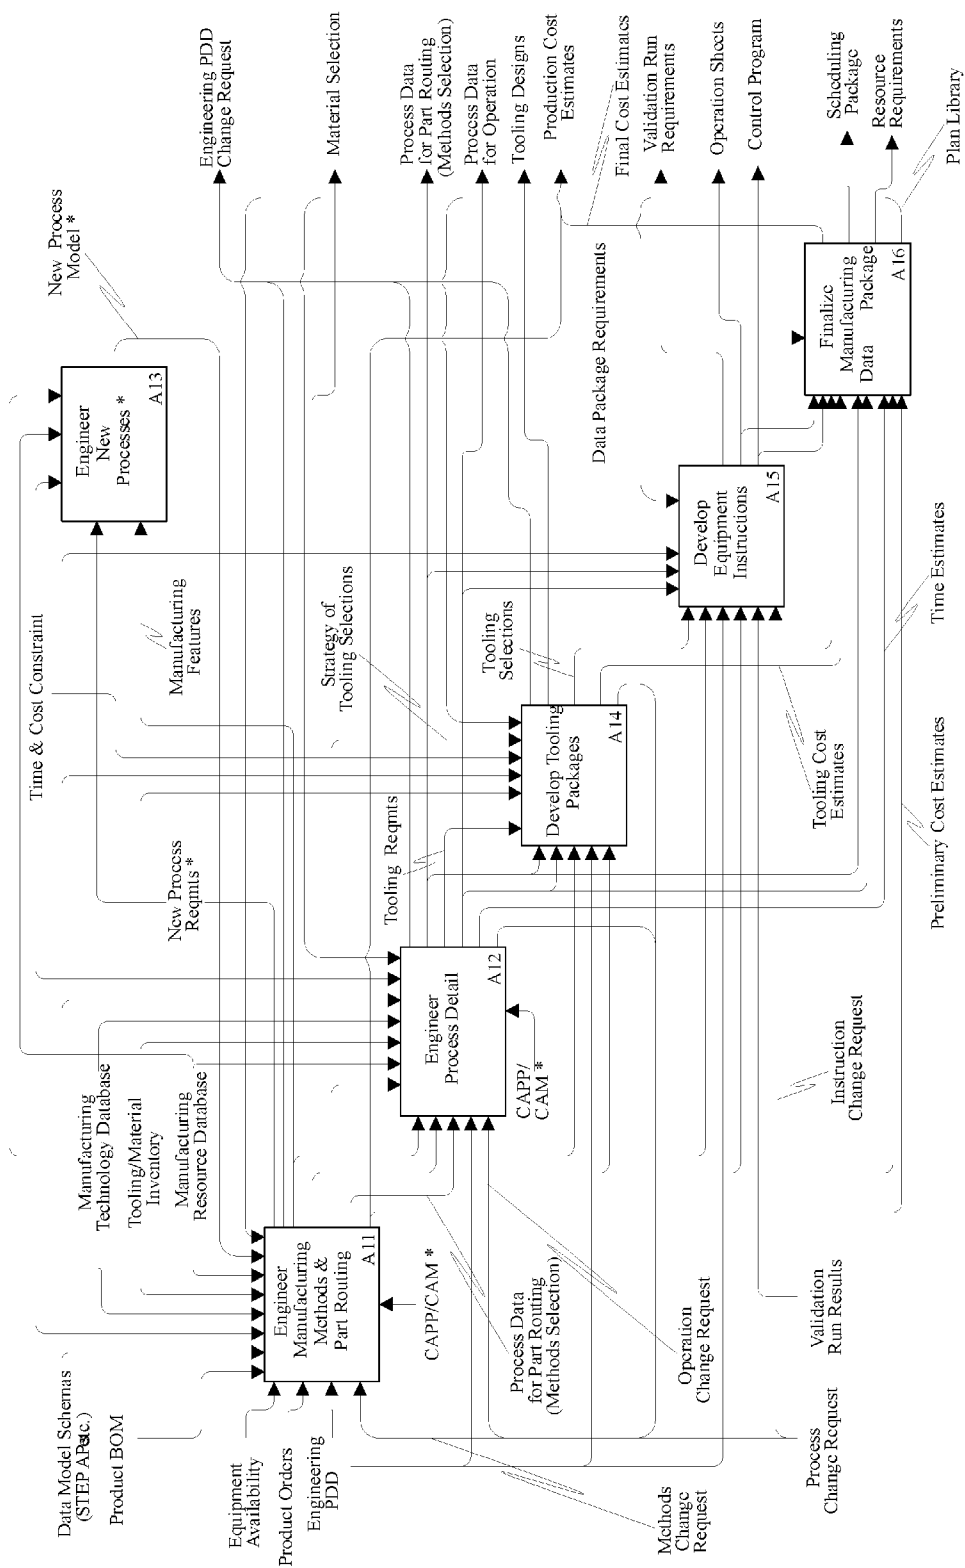 Data Model Schemas
(STEP APs etc.)
Product BOM
Manufacturing
Technology Database
Tooling/Material
Inventory
Manufacturing
Resource Database
Time & Cost Constraint
New Process
Reqmts *
Manufacturing
Features
Engineer
New
Processes *
A13
New Process
Model *
Engineering PDD
Change Request
Material Selection
Process Data
for Part Routing
(Methods Selection)
Process Data
for Operation
Tooling Designs
Production Cost
Estimates
Final Cost Estimates
Validation Run
Requirements
Operation Sheets
Control Program
Scheduling
Package
Resource
Requirements
Plan Library
Equipment
Availability
Product Orders
Engineering
PDD
Engineer
Manufacturing
Methods &
Part Routing
A11
CAPP/CAM *
Process Data
for Part Routing
(Methods Selection)
Engineer
Process Detail
A12
CAPP/
CAM *
Tooling Reqmts
Strategy of
Tooling Selections
Develop Tooling
Packages
A14
Tooling
Selections
Data Package Requirements
Develop
Equipment
Instructions
A15
Finalize
Manufacturing
Data Package
A16
Methods
Change
Request
Operation
Change Request
Process
Change Request
Validation
Run Results
Instruction
Change Request
Tooling Cost
Estimates
Preliminary Cost Estimates
Time Estimates